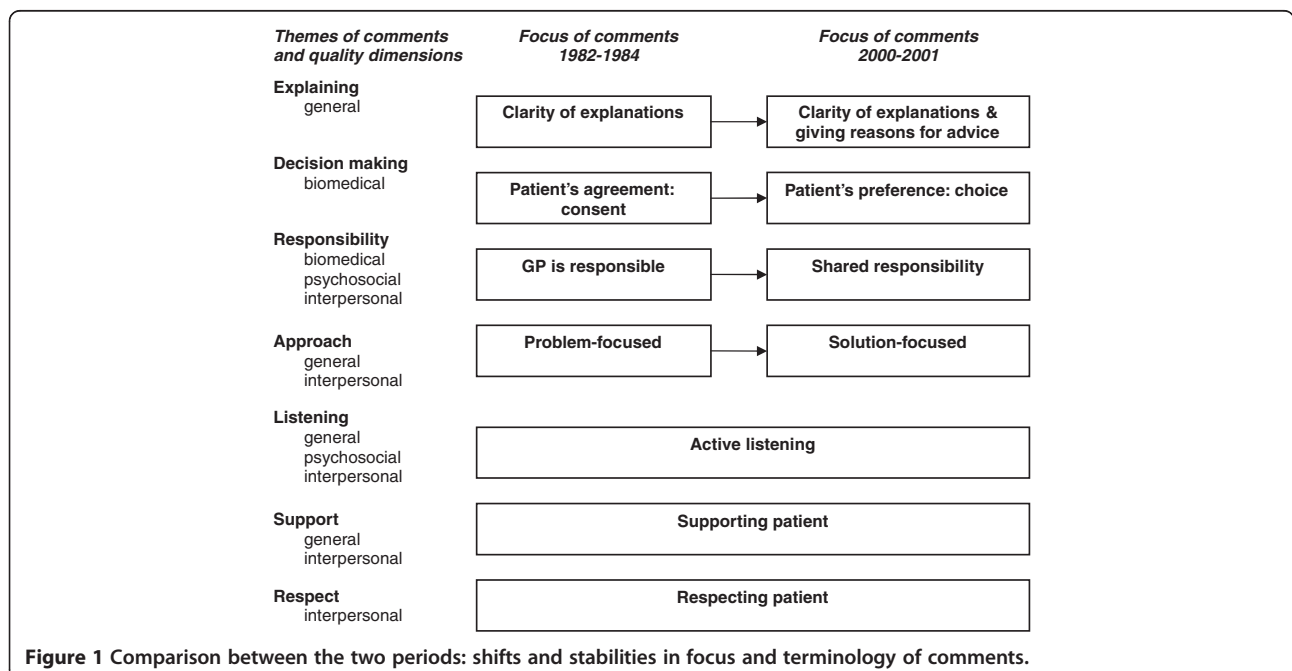 Themes of comments and quality dimensions
Focus of comments 1982-1984
Focus of comments 2000-2001
Explaining
general
Clarity of explanations
Clarity of explanations &
giving reasons for advice
Decision making
biomedical
Patient's agreement:
consent
Patient's preference: choice
Responsibility
biomedical
psychosocial
interpersonal
GP is responsible
Shared responsibility
Approach
general
interpersonal
Problem-focused
Solution-focused
Listening
general
psychosocial
interpersonal
Active listening
Support
general
interpersonal
Supporting patient
Respect
interpersonal
Respecting patient
Figure 1 Comparison between the two periods: shifts and stabilities in focus and terminology of comments.